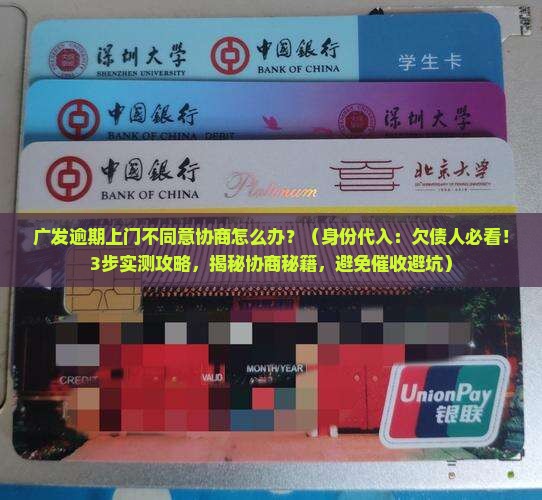 深圳大学
SHENZHEN UNIVERSITY
中国银行
BANK OF CHINA
学生卡
中国银行
BANK OF CHINA DEBIT
深圳大学
中国银行
BANK OF CHINA
Platinum
北京大学
广发逾期上门不同意协商怎么办？（身份代入：欠债人必看！
3步实测攻略，揭秘协商秘籍，避免催收避坑）
CREDIT
VALID
MONTH/YEAR
UnionPay
银联